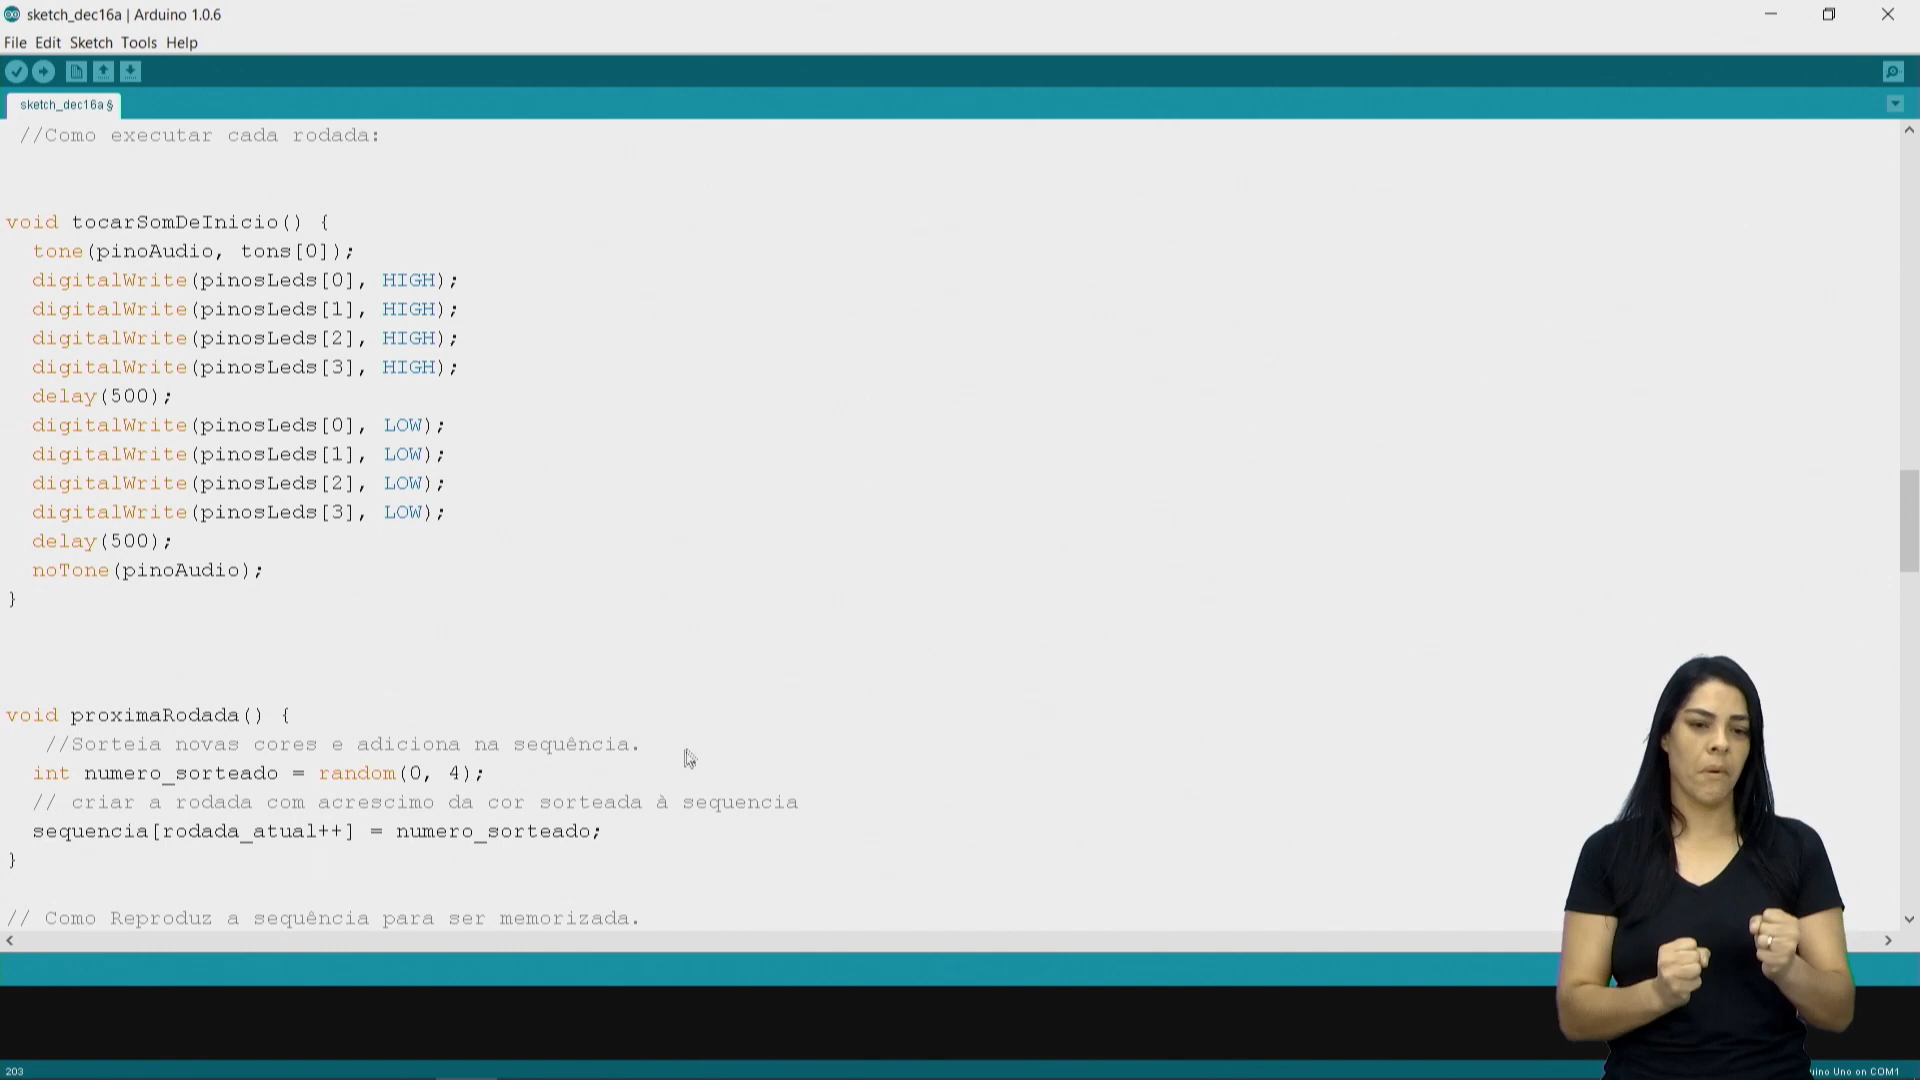 sketch_dec16a | Arduino 1.0.6
File Edit Sketch Tools Help
sketch_dec16a §
//Como executar cada rodada:
void tocarSomDeInicio() {
tone(pinoAudio, tons[0]);
digitalWrite(pinosLeds[0], HIGH);
digitalWrite(pinosLeds[1], HIGH);
digitalWrite(pinosLeds[2], HIGH);
digitalWrite(pinosLeds[3], HIGH);
delay(500);
digitalWrite(pinosLeds[0], LOW);
digitalWrite(pinosLeds[1], LOW);
digitalWrite(pinosLeds[2], LOW);
digitalWrite(pinosLeds[3], LOW);
delay(500);
noTone(pinoAudio);
}
void proximaRodada() {
//Sorteia novas cores e adiciona na sequência.
int numero_sorteado = random(0, 4);
// criar a rodada com acrescimo da cor sorteada à sequencia
sequencia[rodada_atual++] = numero_sorteado;
}
// Como Reproduz a sequência para ser memorizada.
203
Uno on COM1